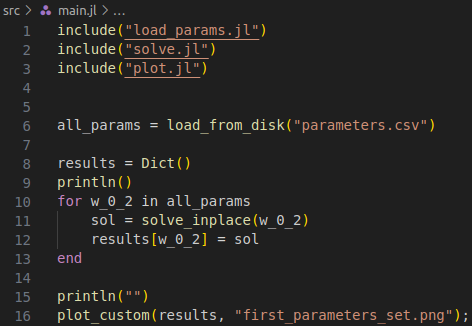 src > main.jl > ...
1 include("load_params.jl")
2 include("solve.jl")
3 include("plot.jl")
4
5
6 all_params = load_from_disk("parameters.csv")
7
8 results = Dict()
9 println()
10 for w_0_2 in all_params
11     sol = solve_inplace(w_0_2)
12     results[w_0_2] = sol
13 end
14
15 println("")
16 plot_custom(results, "first_parameters_set.png");